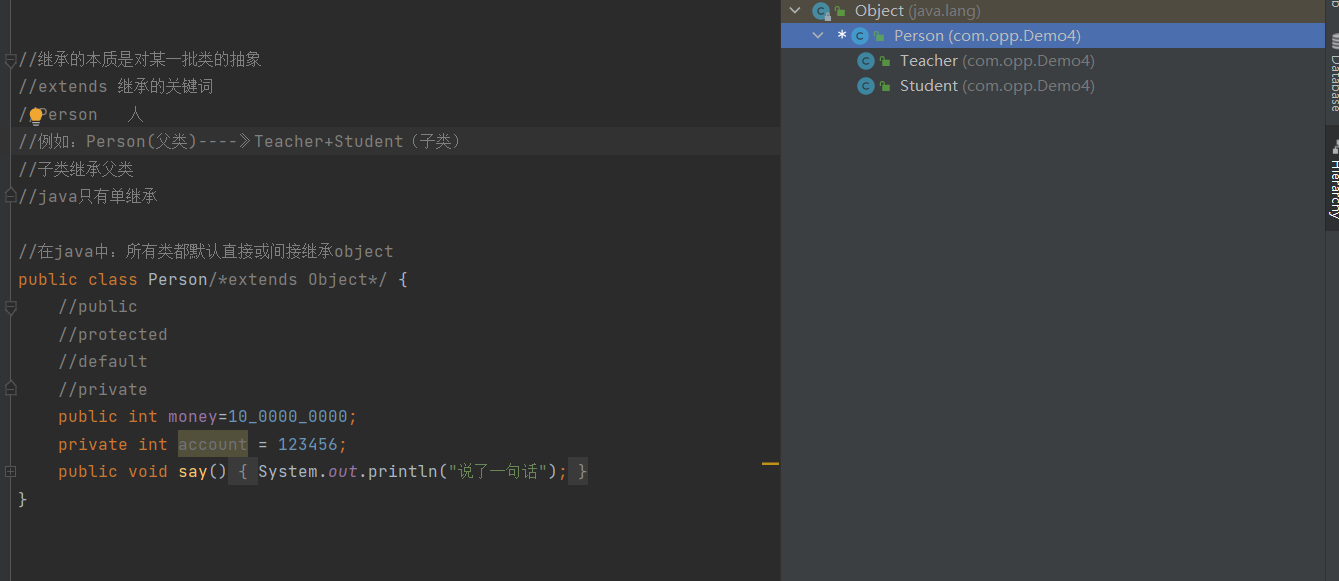 //继承的本质是对某一批类的抽象
//extends 继承的关键词
/ Person 人
//例如：Person(父类)----》Teacher+Student（子类）
//子类继承父类
//java只有单继承
//在java中：所有类都默认直接或间接继承object
public class Person/*extends Object*/ {
//public
//protected
//default
//private
public int money=10_0000_0000;
private int account = 123456;
public void say() { System.out.println("说了一句话"); }
}
Object (java.lang)
* Person (com.opp.Demo4)
Teacher (com.opp.Demo4)
Student (com.opp.Demo4)
Database
Hierarchy